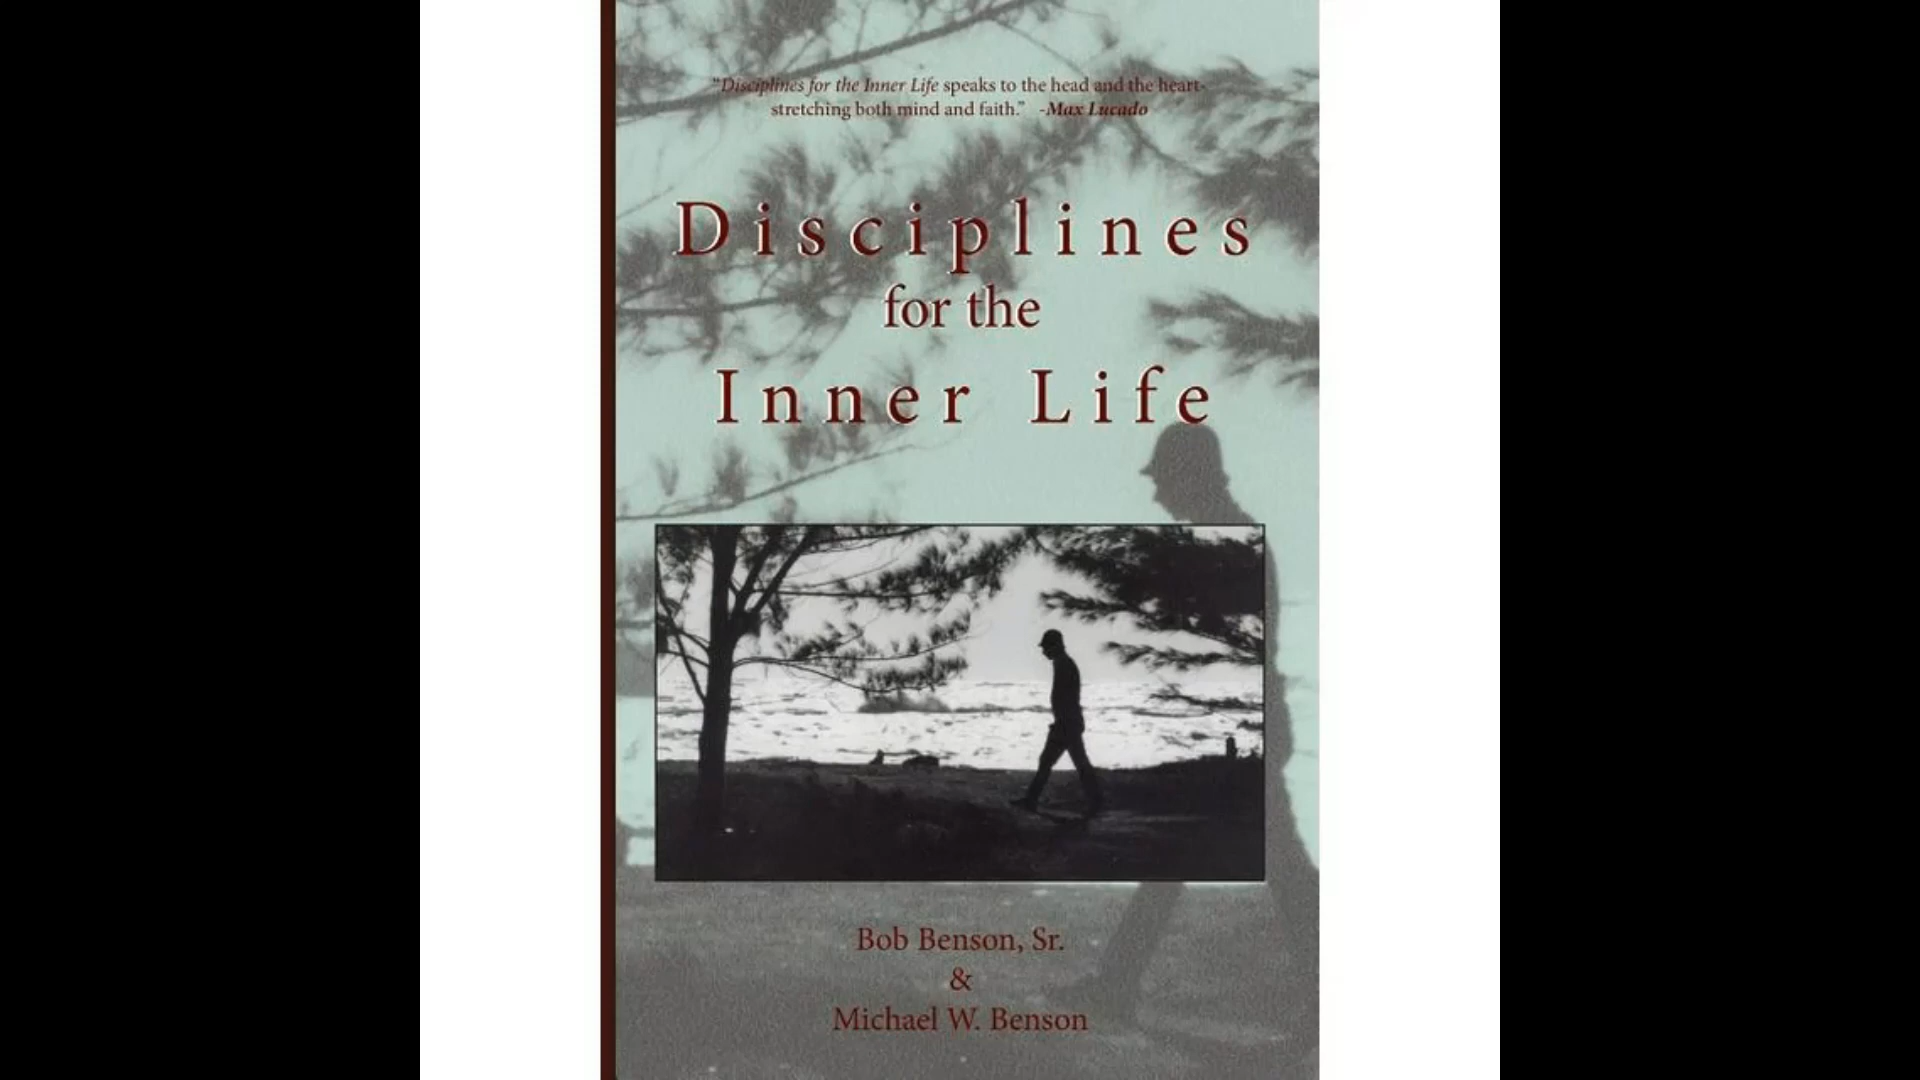 "Disciplines for the Inner Life speaks to the head and the heart-
stretching both mind and faith." -Max Lucado
Disciplines
for the
Inner Life
Bob Benson, Sr.
&
Michael W. Benson